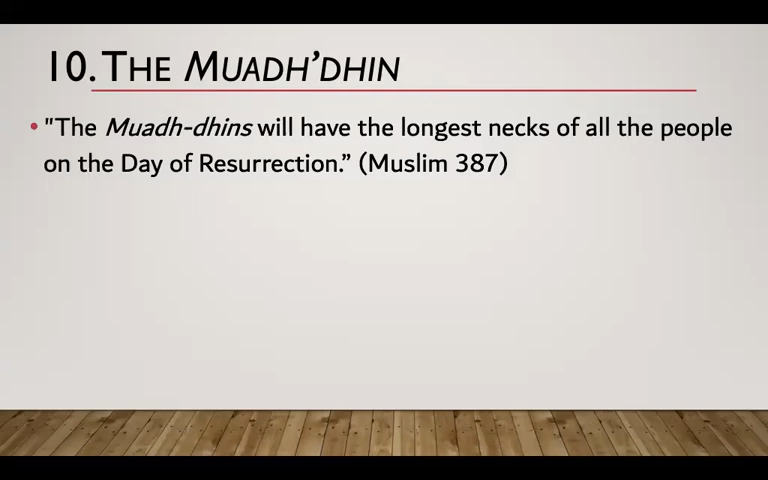 10. THE MUADH’DHIN
• "The Muadh-dhins will have the longest necks of all the people
on the Day of Resurrection.” (Muslim 387)